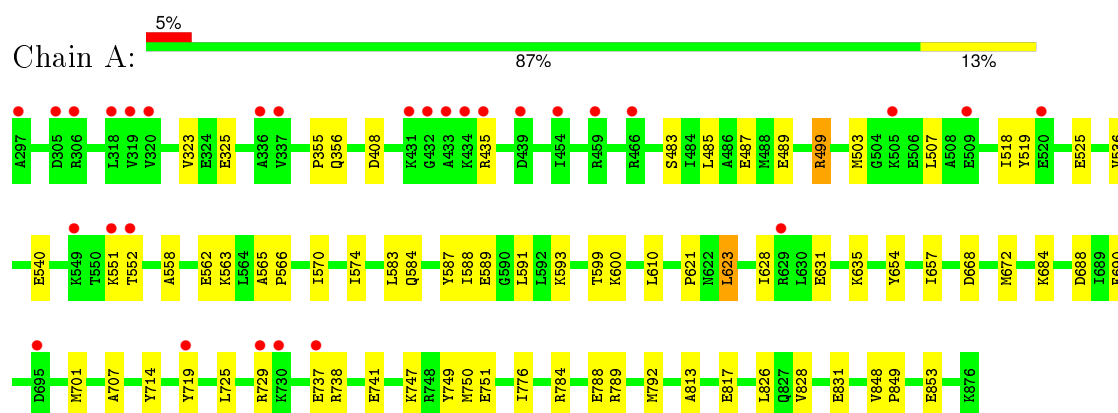 5%
Chain A:
87%
13%
A297 D305 R306 L318 V319 V320 V323 E324 E325 A336 V337 P355 Q356 D408 K431 G432 A433 K434 R435 D439 I454 R459 R466 S483 I484 L485 A486 E487 M488 E489 R499 M503 G504 K505 E506 L507 A508 E509 I518 Y519 E520 E525 V536
E540 K549 T550 K551 T552 A558 E562 K563 L564 A565 P566 I570 I574 L583 Q584 Y587 I588 E589 G590 L591 L592 K593 T599 K600 L610 P621 N622 L623 I628 R629 L630 E631 K635 Y654 I657 D668 M672 K684 D688 I689 E690
D695 M701 A707 Y714 Y719 L725 R729 K730 E737 R738 E741 K747 R748 Y749 M750 E751 I776 R784 E788 R789 M792 A813 E817 L826 Q827 V828 E831 V848 P849 E853 K876